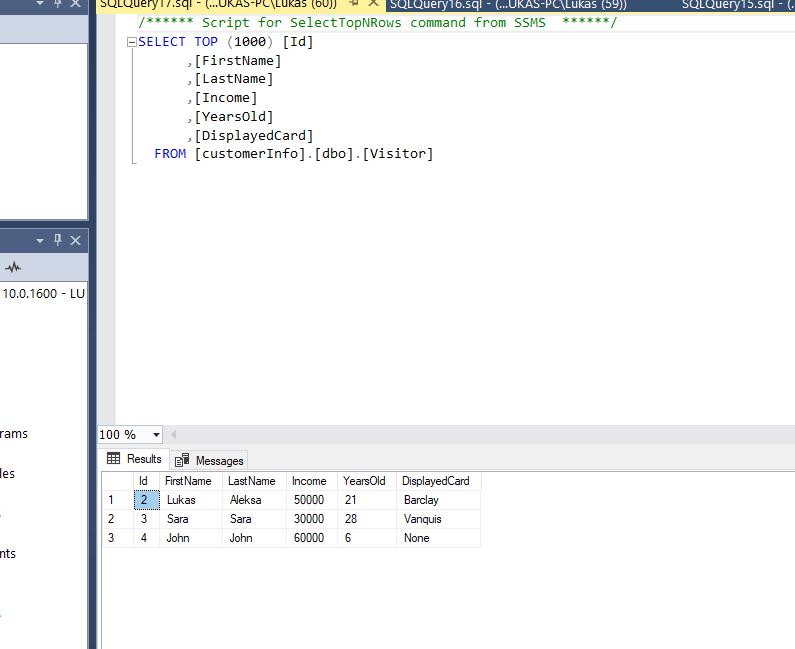 SQLQuery17.sql - (...UKAS-PC\Lukas (60)) SQLQuery16.sql - (...UKAS-PC\Lukas (59)) SQLQuery15.sql - (.
/****** Script for SelectTopNRows command from SSMS ******/
SELECT TOP (1000) [Id]
,[FirstName]
,[LastName]
,[Income]
,[YearsOld]
,[DisplayedCard]
FROM [customerInfo].[dbo].[Visitor]
10.0.1600 - LU
rams
les
nts
100 %
Results Messages
Id FirstName LastName Income YearsOld DisplayedCard
1 2 Lukas Aleksa 50000 21 Barclay
2 3 Sara Sara 30000 28 Vanquis
3 4 John John 60000 6 None